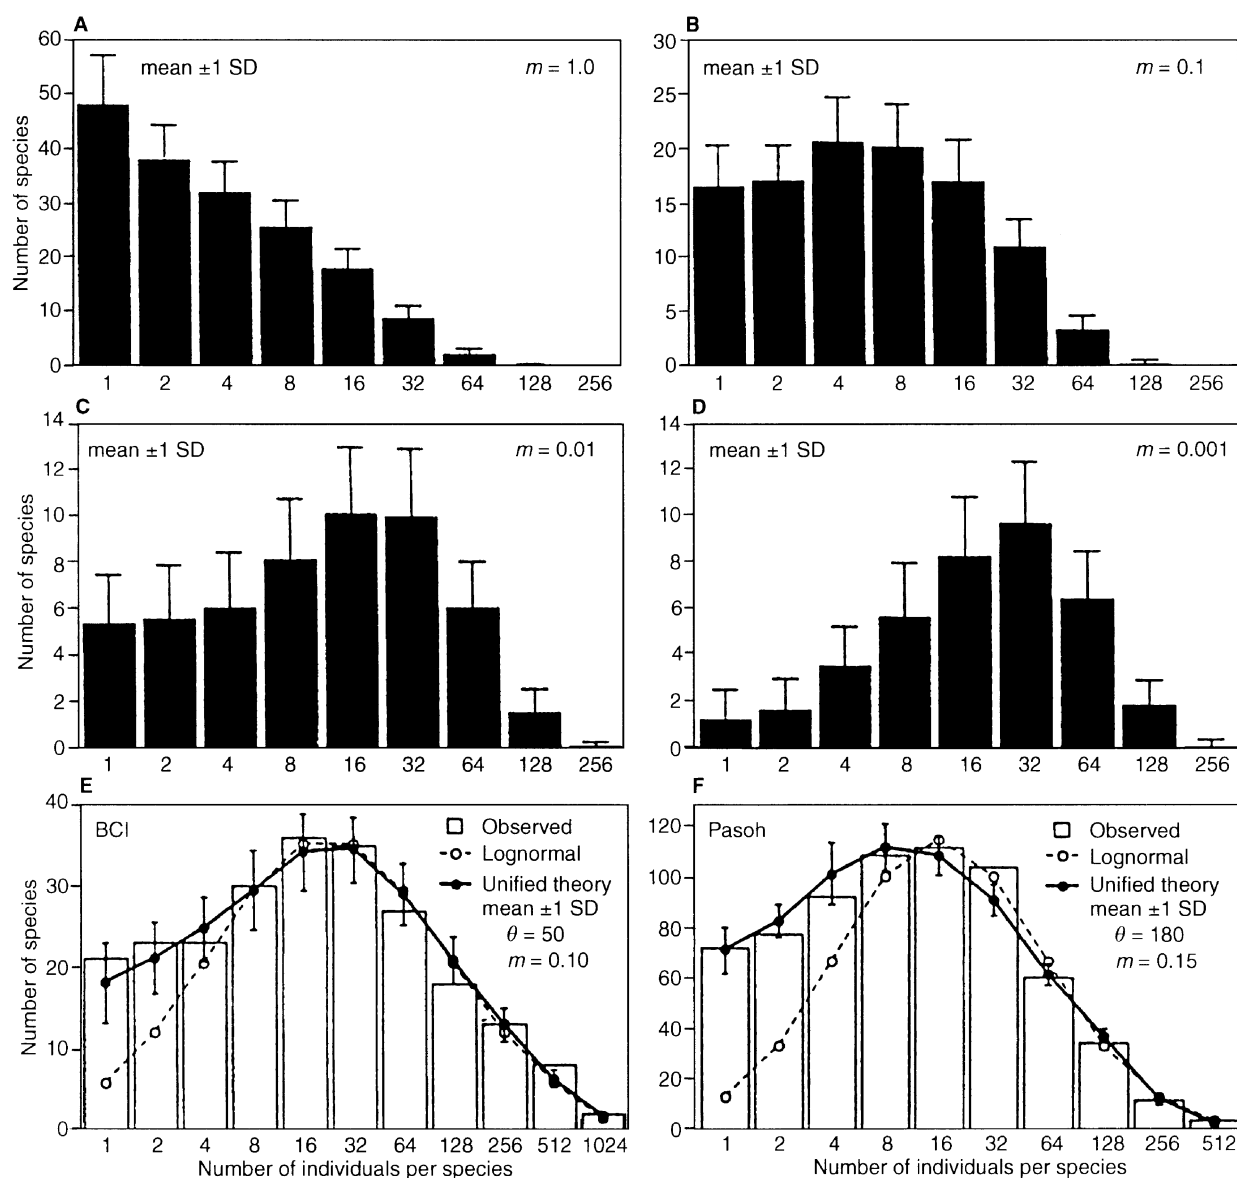 A
60
50
40
30
20
10
0
Number of species
mean ±1 SD
m = 1.0
1 2 4 8 16 32 64 128 256
B
30
25
20
15
10
5
0
mean ±1 SD
m = 0.1
1 2 4 8 16 32 64 128 256
C
14
12
10
8
6
4
2
0
Number of species
mean ±1 SD
m = 0.01
1 2 4 8 16 32 64 128 256
D
14
12
10
8
6
4
2
0
mean ±1 SD
m = 0.001
1 2 4 8 16 32 64 128 256
E
40
30
20
10
0
Number of species
BCI
Observed
Lognormal
Unified theory
mean ±1 SD
θ = 50
m = 0.10
1 2 4 8 16 32 64 128 256 512 1024
Number of individuals per species
F
120
100
80
60
40
20
0
Pasoh
Observed
Lognormal
Unified theory
mean ±1 SD
θ = 180
m = 0.15
1 2 4 8 16 32 64 128 256 512
Number of individuals per species